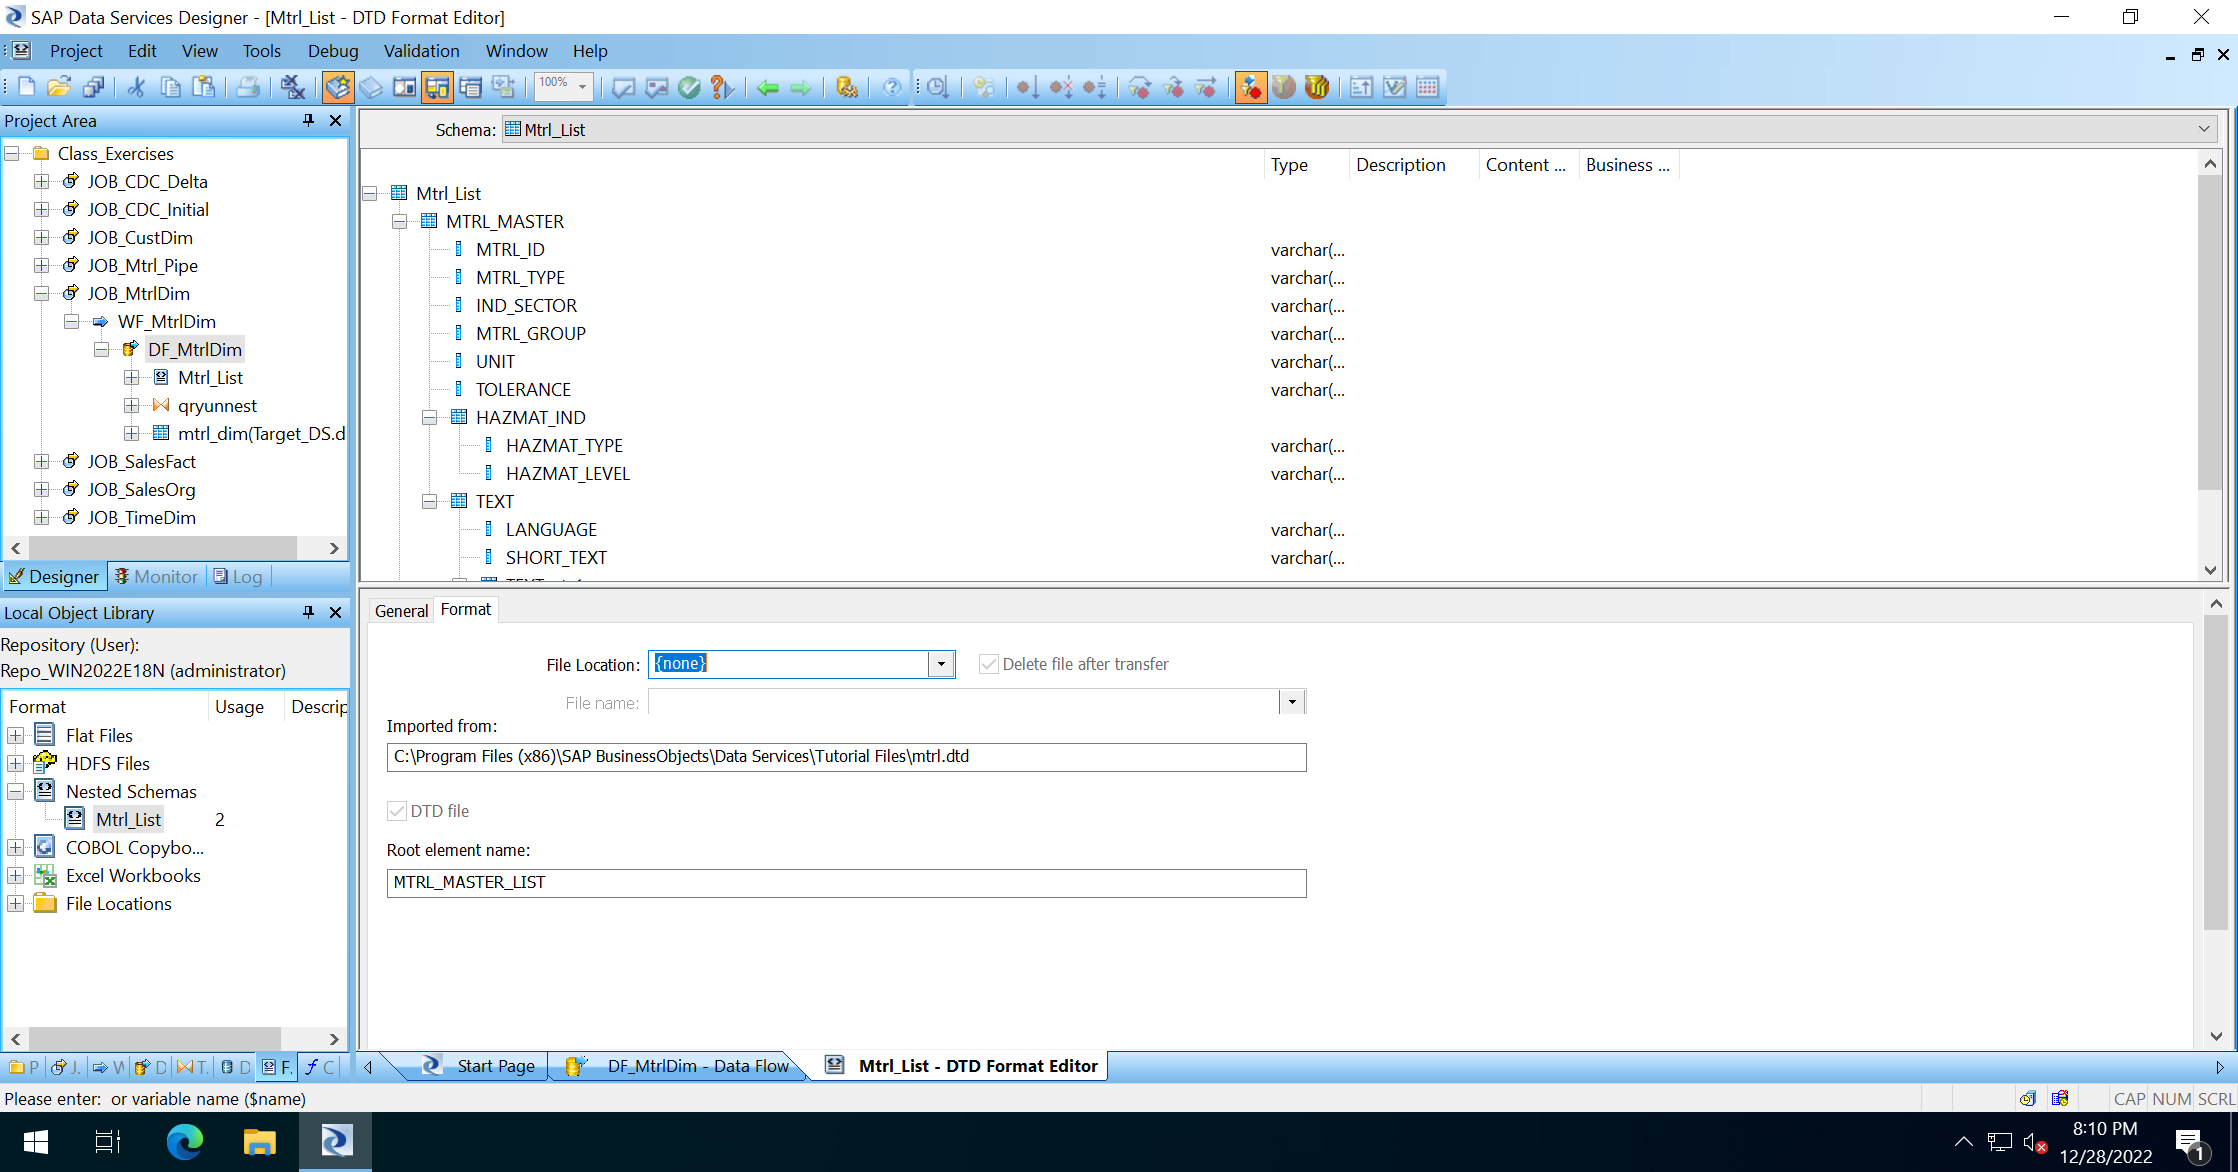 SAP Data Services Designer - [Mtrl_List - DTD Format Editor]
Project Edit View Tools Debug Validation Window Help
100%
Project Area
Class_Exercises
JOB_CDC_Delta
JOB_CDC_Initial
JOB_CustDim
JOB_Mtrl_Pipe
JOB_MtrlDim
WF_MtrlDim
DF_MtrlDim
Mtrl_List
qryunnest
mtrl_dim(Target_DS.d
JOB_SalesFact
JOB_SalesOrg
JOB_TimeDim
Designer Monitor Log
Local Object Library
Repository (User):
Repo_WIN2022E18N (administrator)
Format Usage Descrip
Flat Files
HDFS Files
Nested Schemas
Mtrl_List 2
COBOL Copybo...
Excel Workbooks
File Locations
P J. W D T. D F. C
Schema: Mtrl_List
Type Description Content ... Business ...
Mtrl_List
MTRL_MASTER
MTRL_ID varchar(...
MTRL_TYPE varchar(...
IND_SECTOR varchar(...
MTRL_GROUP varchar(...
UNIT varchar(...
TOLERANCE varchar(...
HAZMAT_IND
HAZMAT_TYPE varchar(...
HAZMAT_LEVEL varchar(...
TEXT
LANGUAGE varchar(...
SHORT_TEXT varchar(...
General Format
File Location: {none} Delete file after transfer
File name:
Imported from:
C:\Program Files (x86)\SAP BusinessObjects\Data Services\Tutorial Files\mtrl.dtd
DTD file
Root element name:
MTRL_MASTER_LIST
Start Page DF_MtrlDim - Data Flow Mtrl_List - DTD Format Editor
Please enter: or variable name ($name) CAP NUM SCRL
8:10 PM
12/28/2022
1